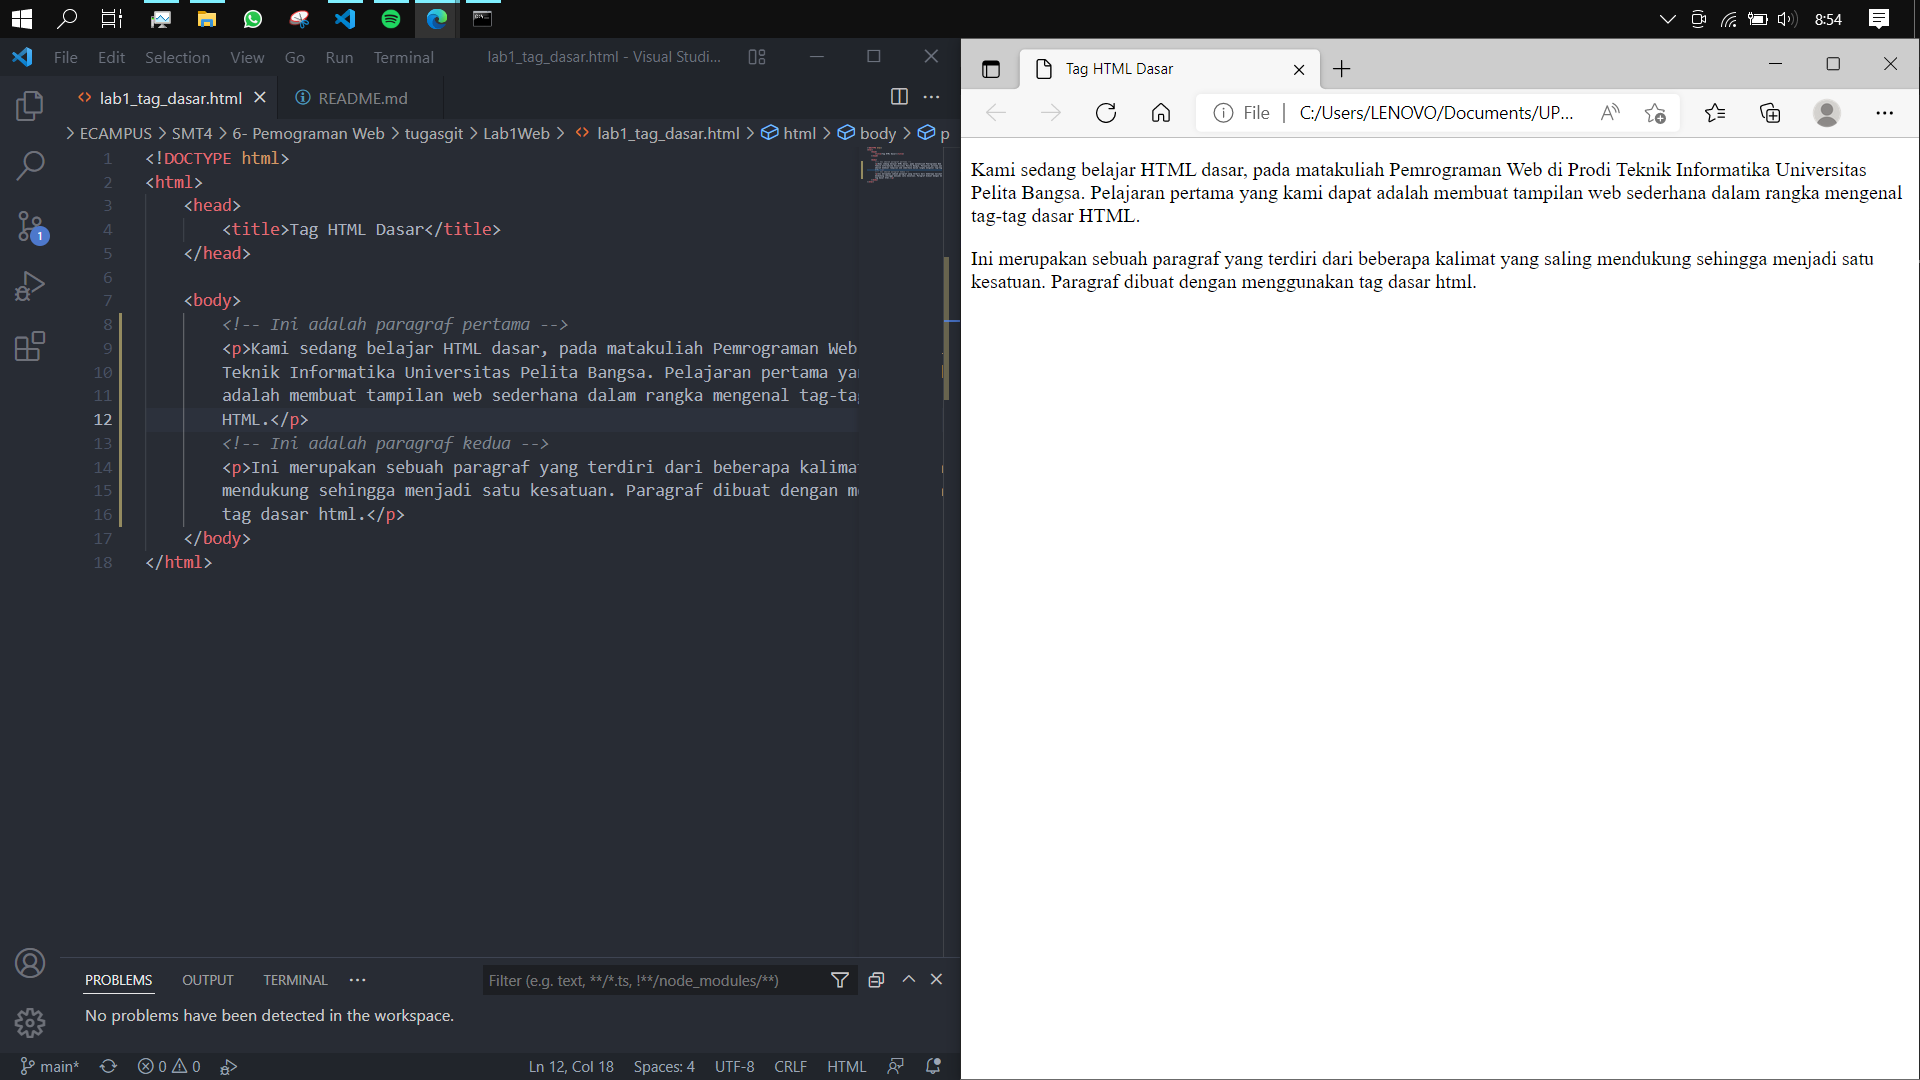 8:54
File Edit Selection View Go Run Terminal lab1_tag_dasar.html - Visual Studi...
lab1_tag_dasar.html README.md
ECAMPUS > SMT4 > 6- Pemograman Web > tugasgit > Lab1Web > lab1_tag_dasar.html > html > body > p
1 <!DOCTYPE html>
2 <html>
3 <head>
4 <title>Tag HTML Dasar</title>
5 </head>
6
7 <body>
8 <!-- Ini adalah paragraf pertama -->
9 <p>Kami sedang belajar HTML dasar, pada matakuliah Pemrograman Web
10 Teknik Informatika Universitas Pelita Bangsa. Pelajaran pertama ya
11 adalah membuat tampilan web sederhana dalam rangka mengenal tag-ta
12 HTML.</p>
13 <!-- Ini adalah paragraf kedua -->
14 <p>Ini merupakan sebuah paragraf yang terdiri dari beberapa kalima
15 mendukung sehingga menjadi satu kesatuan. Paragraf dibuat dengan m
16 tag dasar html.</p>
17 </body>
18 </html>
1
PROBLEMS OUTPUT TERMINAL
Filter (e.g. text, **/*.ts, !**/node_modules/**)
No problems have been detected in the workspace.
main* 0 0 Ln 12, Col 18 Spaces: 4 UTF-8 CRLF HTML
Tag HTML Dasar
File C:/Users/LENOVO/Documents/UP...
Kami sedang belajar HTML dasar, pada matakuliah Pemrograman Web di Prodi Teknik Informatika Universitas
Pelita Bangsa. Pelajaran pertama yang kami dapat adalah membuat tampilan web sederhana dalam rangka mengenal
tag-tag dasar HTML.
Ini merupakan sebuah paragraf yang terdiri dari beberapa kalimat yang saling mendukung sehingga menjadi satu
kesatuan. Paragraf dibuat dengan menggunakan tag dasar html.